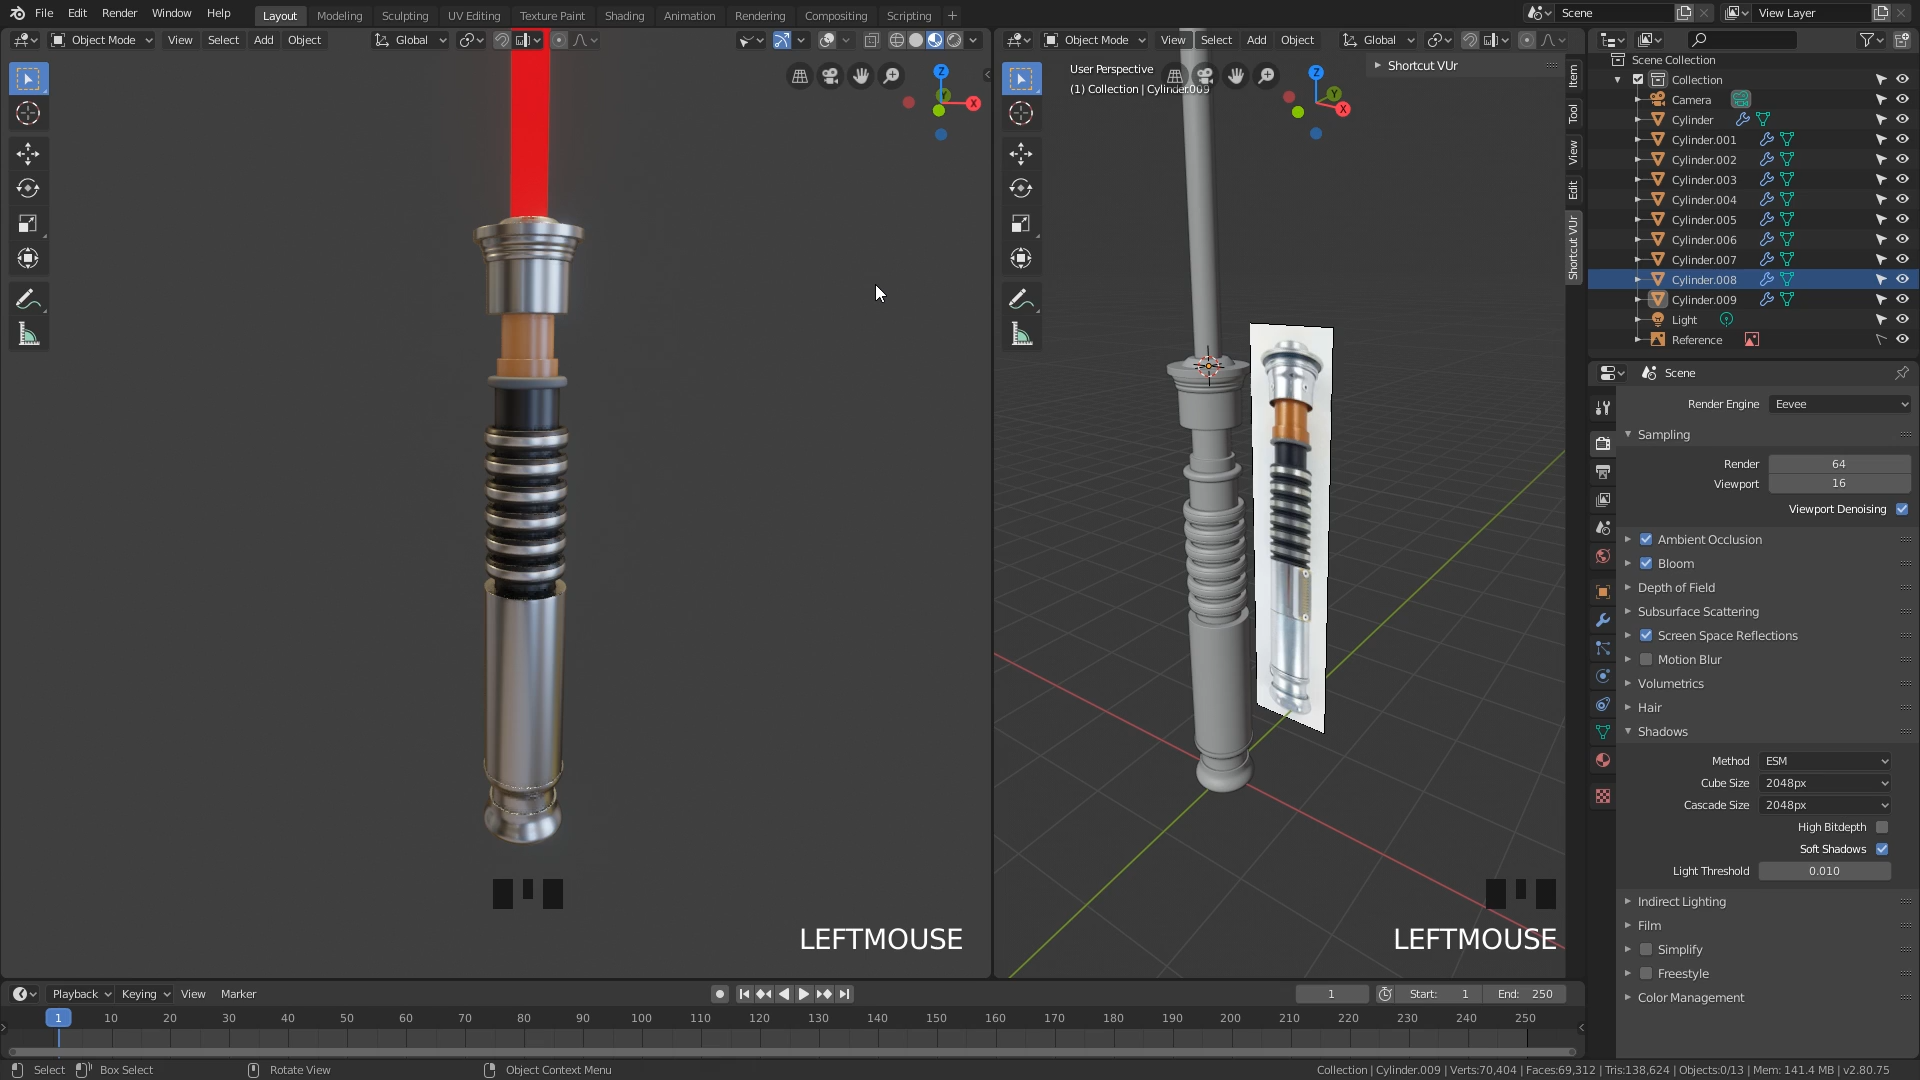 File Edit Render Window Help Layout Modeling Sculpting UV Editing Texture Paint Shading Animation Rendering Compositing Scripting + Scene View Layer
Object Mode View Select Add Object Global
Object Mode View Select Add Object Global
User Perspective
(1) Collection | Cylinder.009
Shortcut VUr
Item
Tool
View
Edit
Shortcut VUr
X
Z
Y
X
Z
Scene Collection
Collection
Camera
Cylinder
Cylinder.001
Cylinder.002
Cylinder.003
Cylinder.004
Cylinder.005
Cylinder.006
Cylinder.007
Cylinder.008
Cylinder.009
Light
Reference
Scene
Render Engine Eevee
Sampling
Render 64
Viewport 16
Viewport Denoising
Ambient Occlusion
Bloom
Depth of Field
Subsurface Scattering
Screen Space Reflections
Motion Blur
Volumetrics
Hair
Shadows
Method ESM
Cube Size 2048px
Cascade Size 2048px
High Bitdepth
Soft Shadows
Light Threshold 0.010
Indirect Lighting
Film
Simplify
Freestyle
Color Management
LEFTMOUSE
LEFTMOUSE
Playback Keying View Marker 1 Start: 1 End: 250
1 10 20 30 40 50 60 70 80 90 100 110 120 130 140 150 160 170 180 190 200 210 220 230 240 250
Select Box Select Rotate View Object Context Menu Collection | Cylinder.009 | Verts:70,404 | Faces:69,312 | Tris:138,624 | Objects:0/13 | Mem: 141.4 MB | v2.80.75